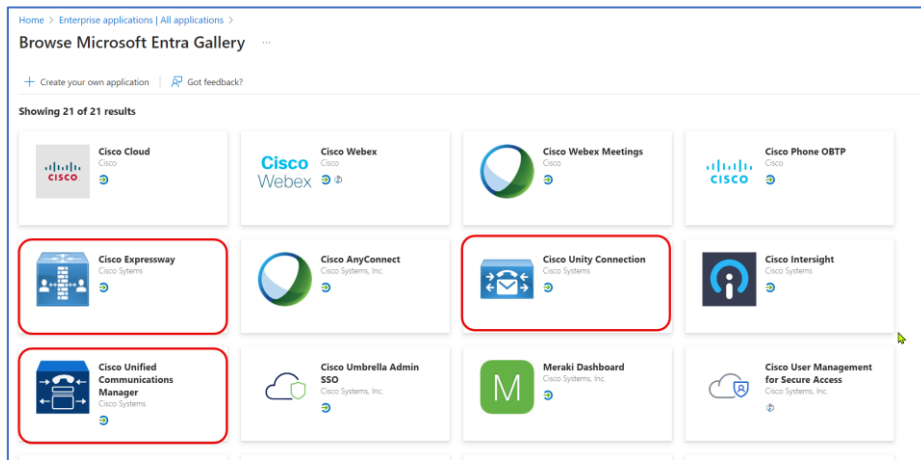 Home > Enterprise applications | All applications >
Browse Microsoft Entra Gallery ...
+ Create your own application | Got feedback?
Showing 21 of 21 results
CISCO
Cisco Cloud
Cisco
Cisco
Webex
Cisco Webex
Cisco
Cisco Webex Meetings
Cisco
CISCO
Cisco Phone OBTP
Cisco
Cisco Expressway
Cisco Systems
Cisco AnyConnect
Cisco Systems, Inc.
Cisco Unity Connection
Cisco Systems
Cisco Intersight
Cisco Systems, Inc.
Cisco Unified
Communications
Manager
Cisco Systems
Cisco Umbrella Admin
SSO
Cisco Systems, Inc.
M
Meraki Dashboard
Cisco Systems, Inc.
Cisco User Management
for Secure Access
Cisco Systems, Inc.